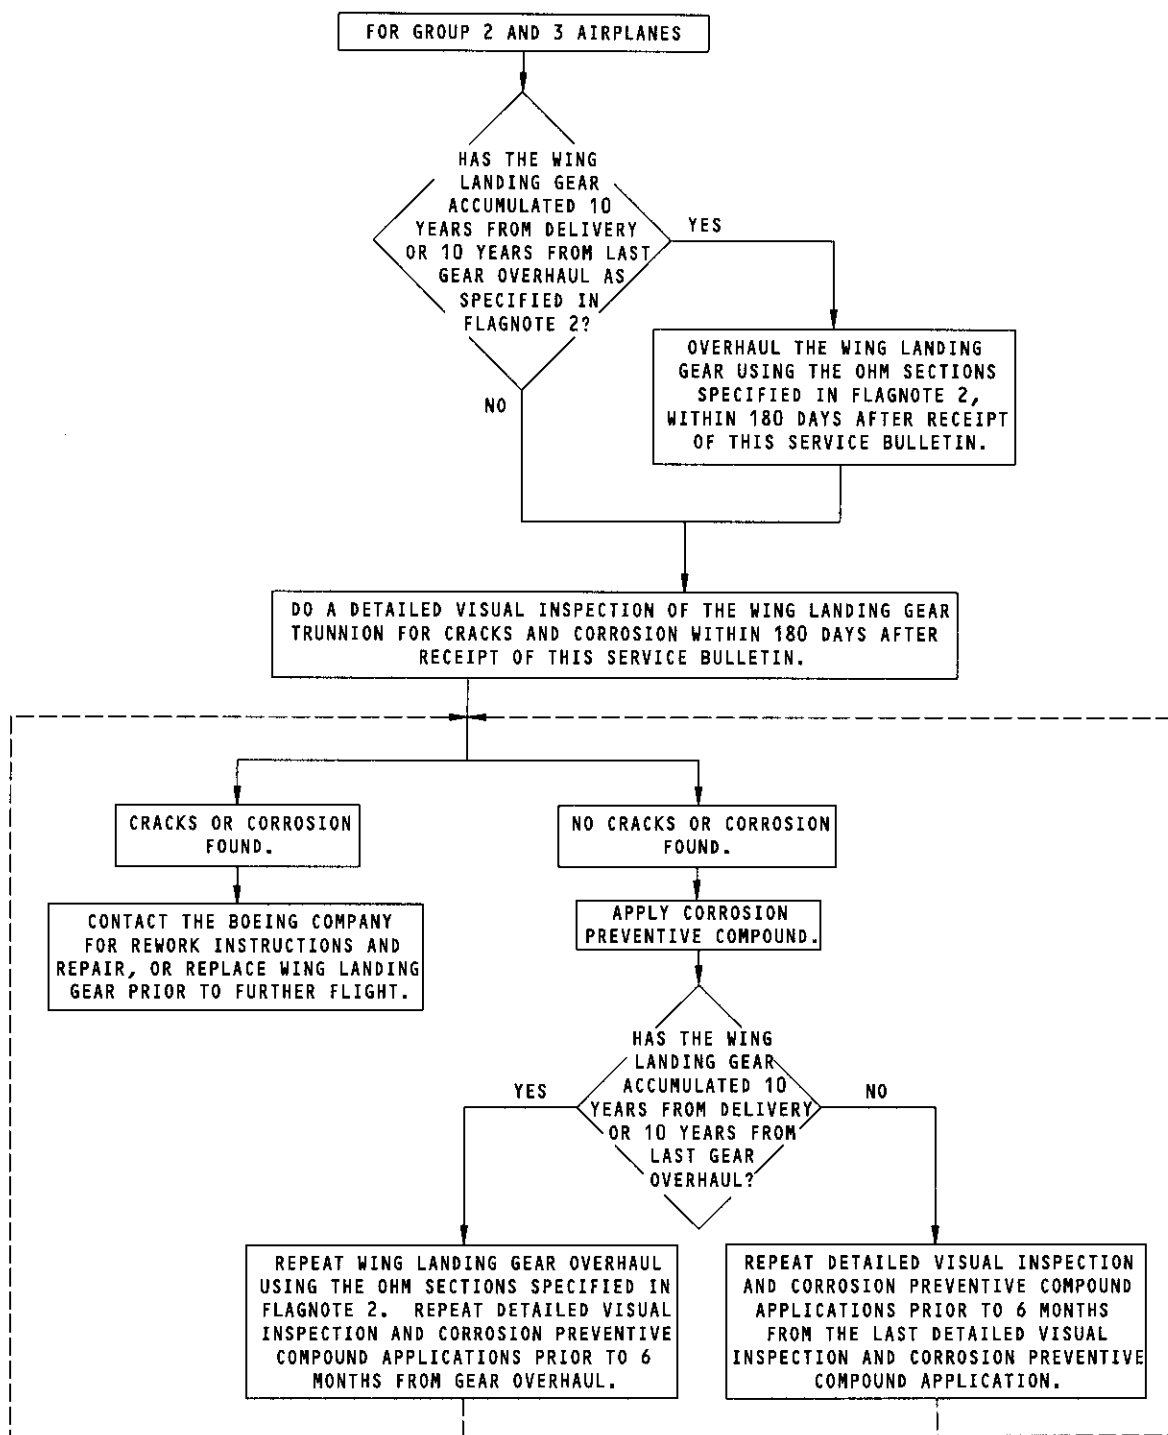 FOR GROUP 2 AND 3 AIRPLANES
HAS THE WING
LANDING GEAR
ACCUMULATED 10
YEARS FROM DELIVERY
OR 10 YEARS FROM LAST
GEAR OVERHAUL AS
SPECIFIED IN
FLAGNOTE 2?
YES
NO
OVERHAUL THE WING LANDING
GEAR USING THE OHM SECTIONS
SPECIFIED IN FLAGNOTE 2,
WITHIN 180 DAYS AFTER RECEIPT
OF THIS SERVICE BULLETIN.
DO A DETAILED VISUAL INSPECTION OF THE WING LANDING GEAR
TRUNNION FOR CRACKS AND CORROSION WITHIN 180 DAYS AFTER
RECEIPT OF THIS SERVICE BULLETIN.
CRACKS OR CORROSION
FOUND.
CONTACT THE BOEING COMPANY
FOR REWORK INSTRUCTIONS AND
REPAIR, OR REPLACE WING LANDING
GEAR PRIOR TO FURTHER FLIGHT.
NO CRACKS OR CORROSION
FOUND.
APPLY CORROSION
PREVENTIVE COMPOUND.
HAS THE WING
LANDING GEAR
ACCUMULATED 10
YEARS FROM DELIVERY
OR 10 YEARS FROM
LAST GEAR
OVERHAUL?
YES
NO
REPEAT WING LANDING GEAR OVERHAUL
USING THE OHM SECTIONS SPECIFIED IN
FLAGNOTE 2. REPEAT DETAILED VISUAL
INSPECTION AND CORROSION PREVENTIVE
COMPOUND APPLICATIONS PRIOR TO 6
MONTHS FROM GEAR OVERHAUL.
REPEAT DETAILED VISUAL INSPECTION
AND CORROSION PREVENTIVE COMPOUND
APPLICATIONS PRIOR TO 6 MONTHS
FROM THE LAST DETAILED VISUAL
INSPECTION AND CORROSION PREVENTIVE
COMPOUND APPLICATION.